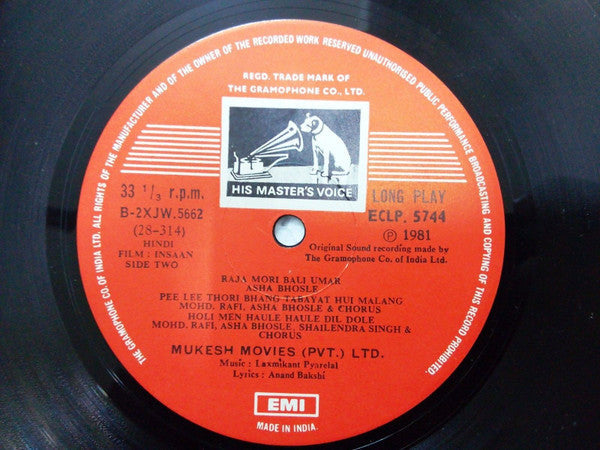 THE GRAMOPHONE CO. OF INDIA LTD. ALL RIGHTS OF THE MANUFACTURER AND OF THE OWNER OF THE RECORDED WORK RESERVED UNAUTHORISED PUBLIC PERFORMANCE BROADCASTING AND COPYING OF THIS RECORD PROHIBITED.
REGD. TRADE MARK OF
THE GRAMOPHONE CO., LTD.
HIS MASTER'S VOICE
33 1/3 r.p.m.
B-2XJW.5662
(28-314)
HINDI
FILM : INSAAN
SIDE TWO
LONG PLAY
ECLP. 5744
Ⓟ 1981
Original Sound recording made by
The Gramophone Co. of India Ltd.
RAJA MORI BALI UMAR
ASHA BHOSLE
PEE LEE THORI BHANG TABAYAT HUI MALANG
MOHD. RAFI, ASHA BHOSLE & CHORUS
HOLI MEN HAULE HAULE DIL DOLE
MOHD. RAFI, ASHA BHOSLE, SHAILENDRA SINGH &
CHORUS
MUKESH MOVIES (PVT.) LTD.
Music : Laxmikant Pyarelal
Lyrics : Anand Bakshi
EMI
MADE IN INDIA.